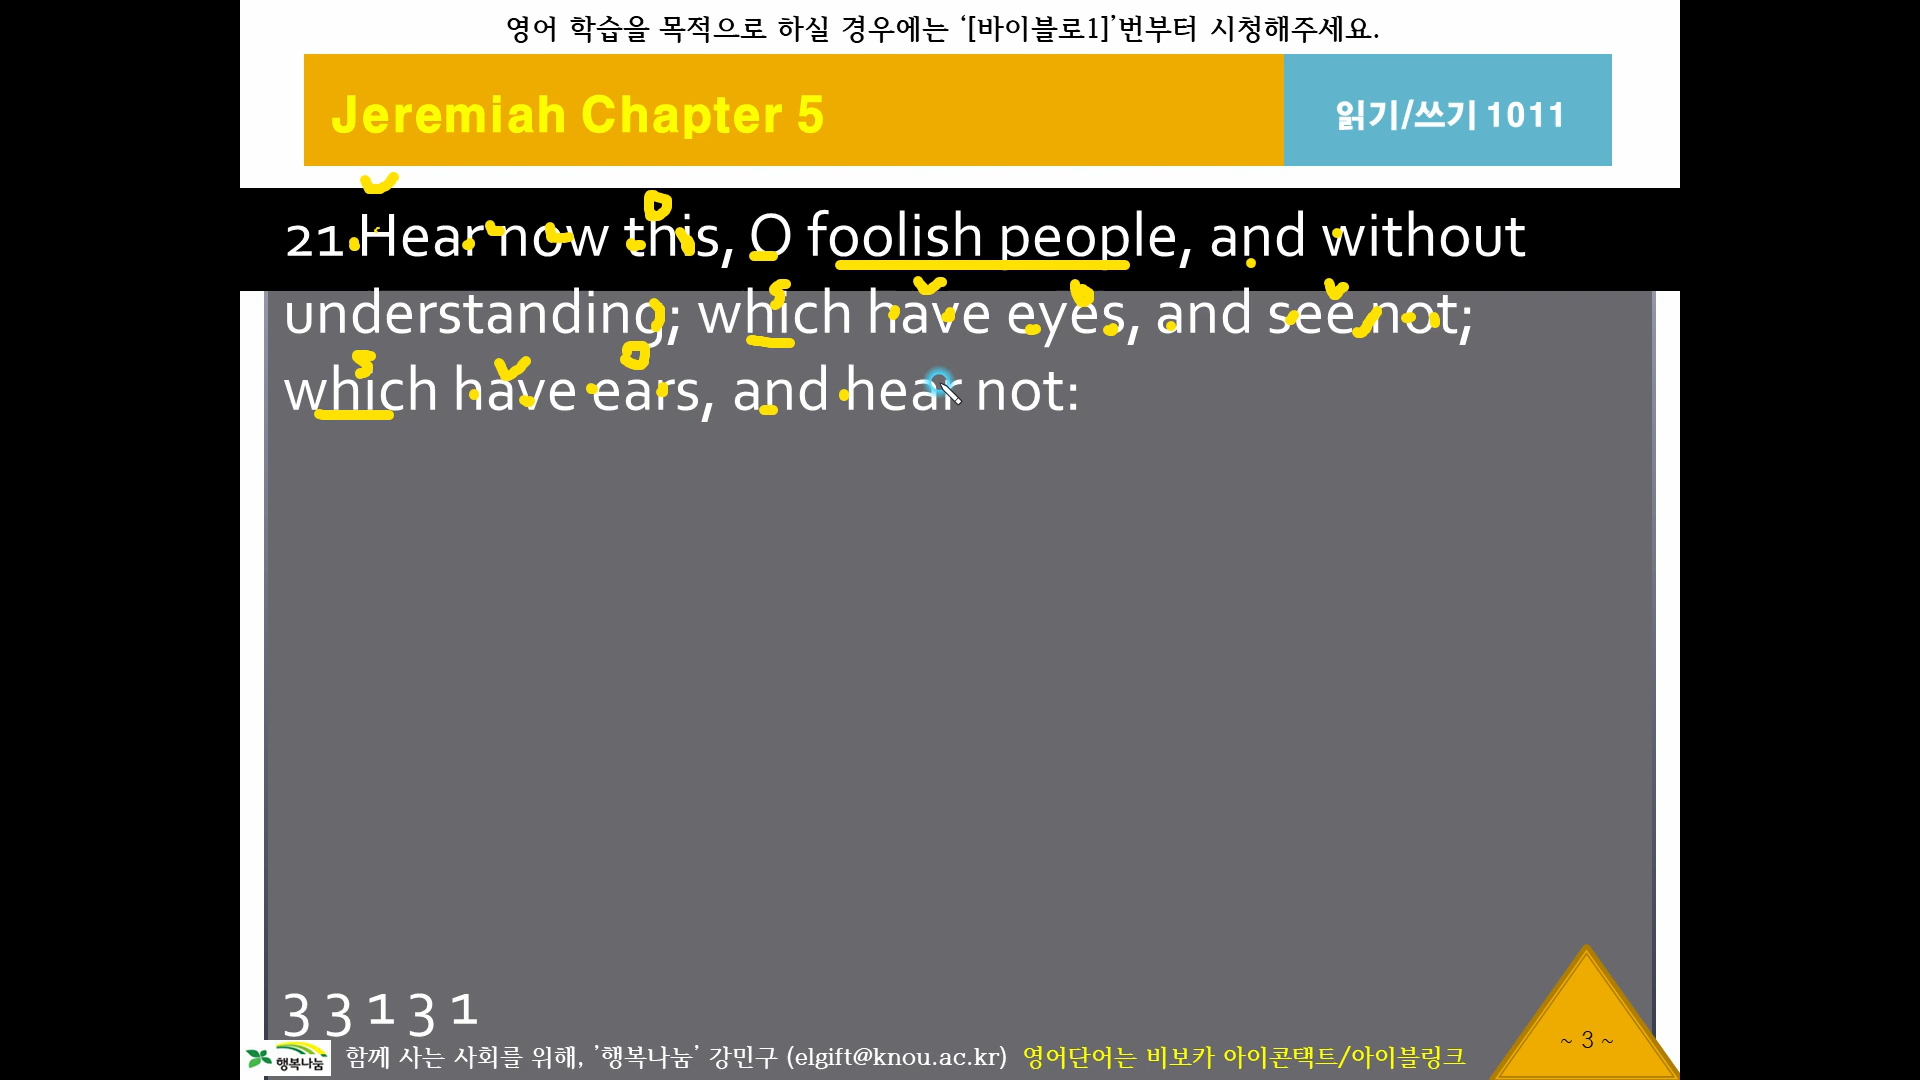 영어 학습을 목적으로 하실 경우에는 ‘[바이블로1]’번부터 시청해주세요.
Jeremiah Chapter 5
읽기/쓰기 1011
21 Hear now this, O foolish people, and without
understanding; which have eyes, and see not;
which have ears, and hear not:
3 3 1 3 1
~ 3 ~
행복나눔 함께 사는 사회를 위해, ’행복나눔’ 강민구 (elgift@knou.ac.kr) 영어단어는 비보카 아이콘택트/아이블링크